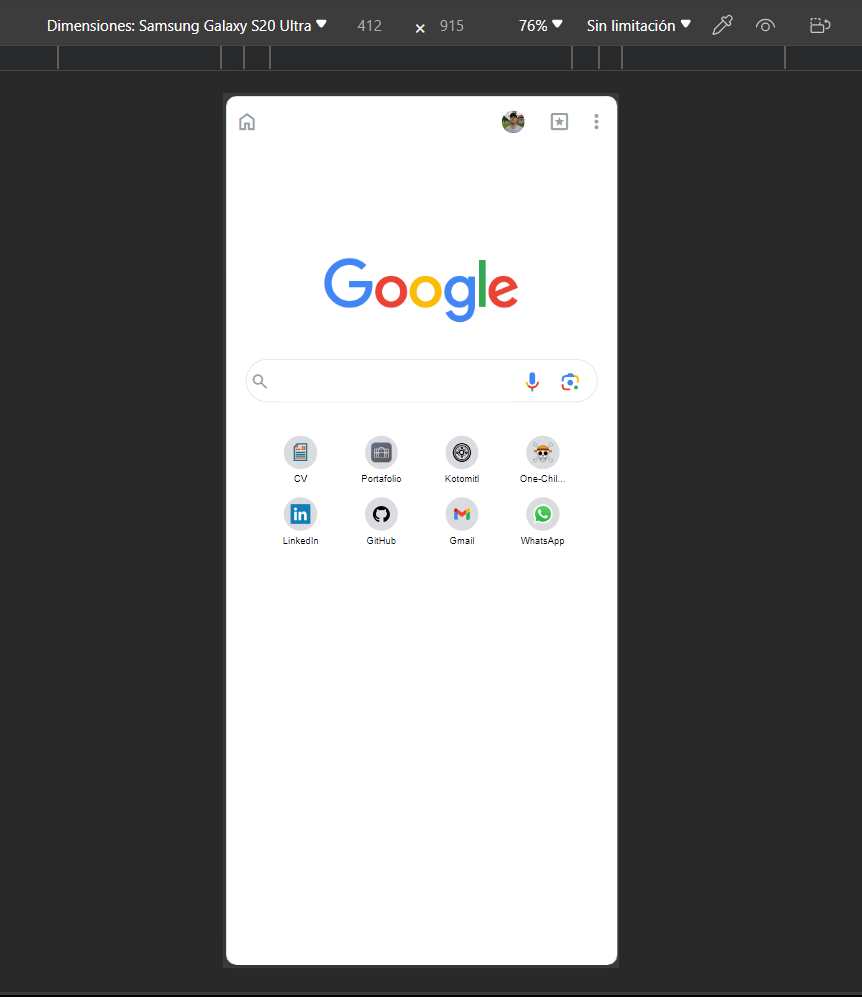 Dimensiones: Samsung Galaxy S20 Ultra 412 × 915 76% Sin limitación
Google
CV Portafolio Kotomitl One-Chil...
LinkedIn GitHub Gmail WhatsApp